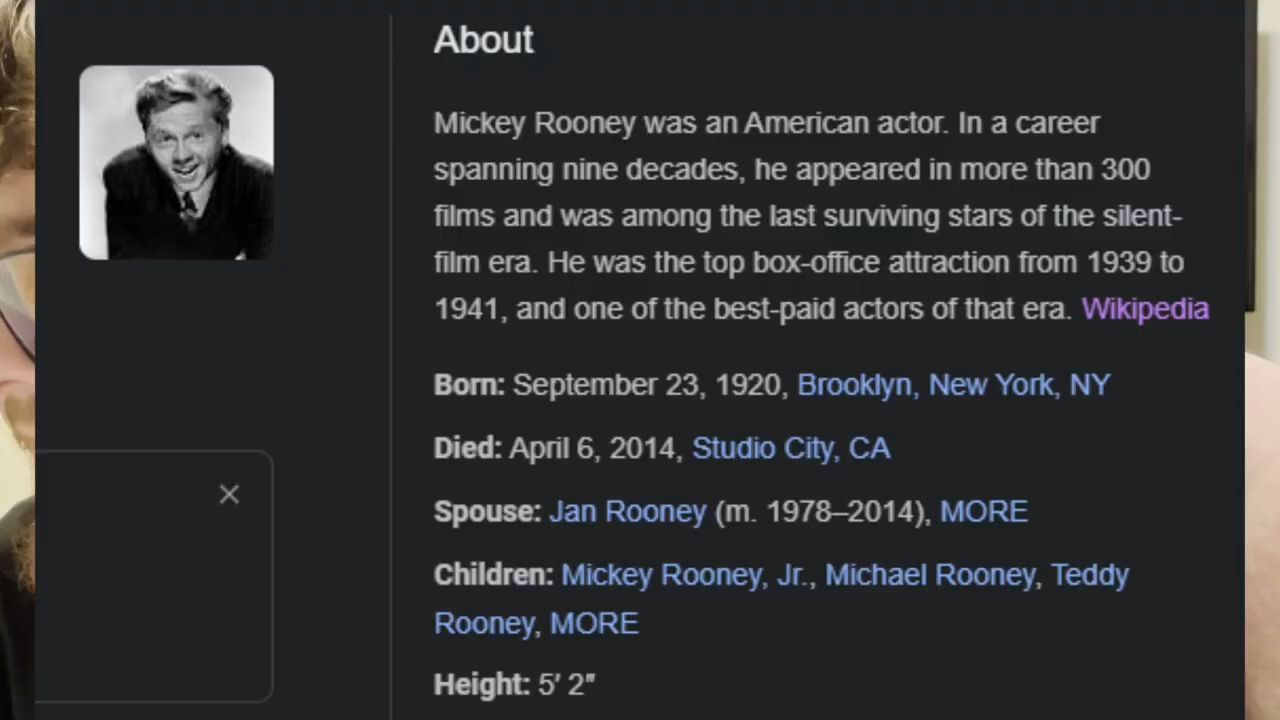 About
Mickey Rooney was an American actor. In a career
spanning nine decades, he appeared in more than 300
films and was among the last surviving stars of the silent-
film era. He was the top box-office attraction from 1939 to
1941, and one of the best-paid actors of that era. Wikipedia
Born: September 23, 1920, Brooklyn, New York, NY
Died: April 6, 2014, Studio City, CA
Spouse: Jan Rooney (m. 1978–2014), MORE
Children: Mickey Rooney, Jr., Michael Rooney, Teddy
Rooney, MORE
Height: 5′ 2″